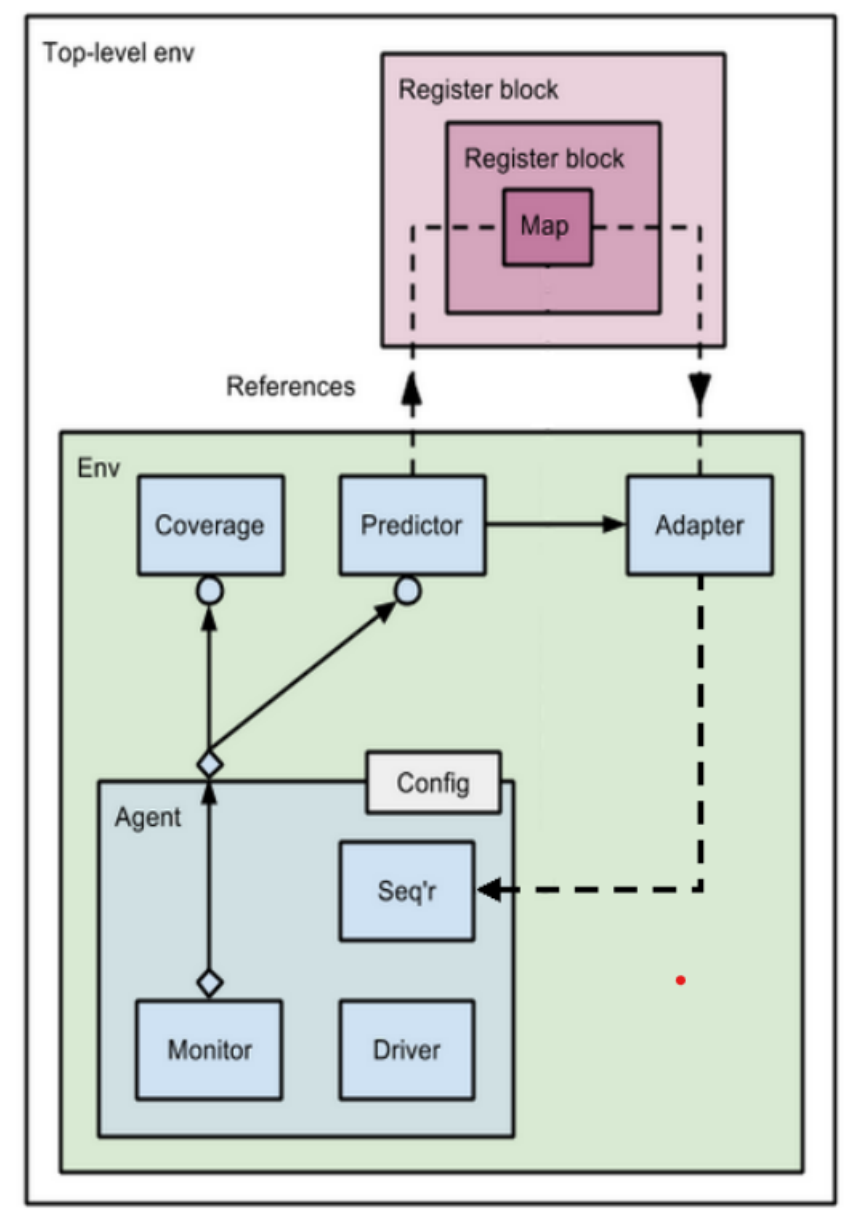 Top-level env
Register block
Register block
Map
References
Env
Coverage
Predictor
Adapter
Config
Agent
Seq'r
Monitor
Driver